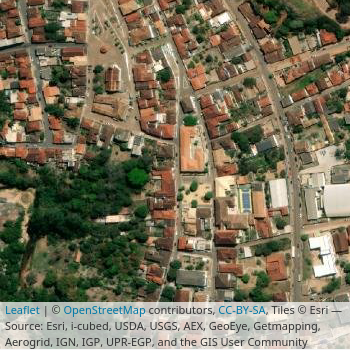 Leaflet | © OpenStreetMap contributors, CC-BY-SA, Tiles © Esri —
Source: Esri, i-cubed, USDA, USGS, AEX, GeoEye, Getmapping,
Aerogrid, IGN, IGP, UPR-EGP, and the GIS User Community